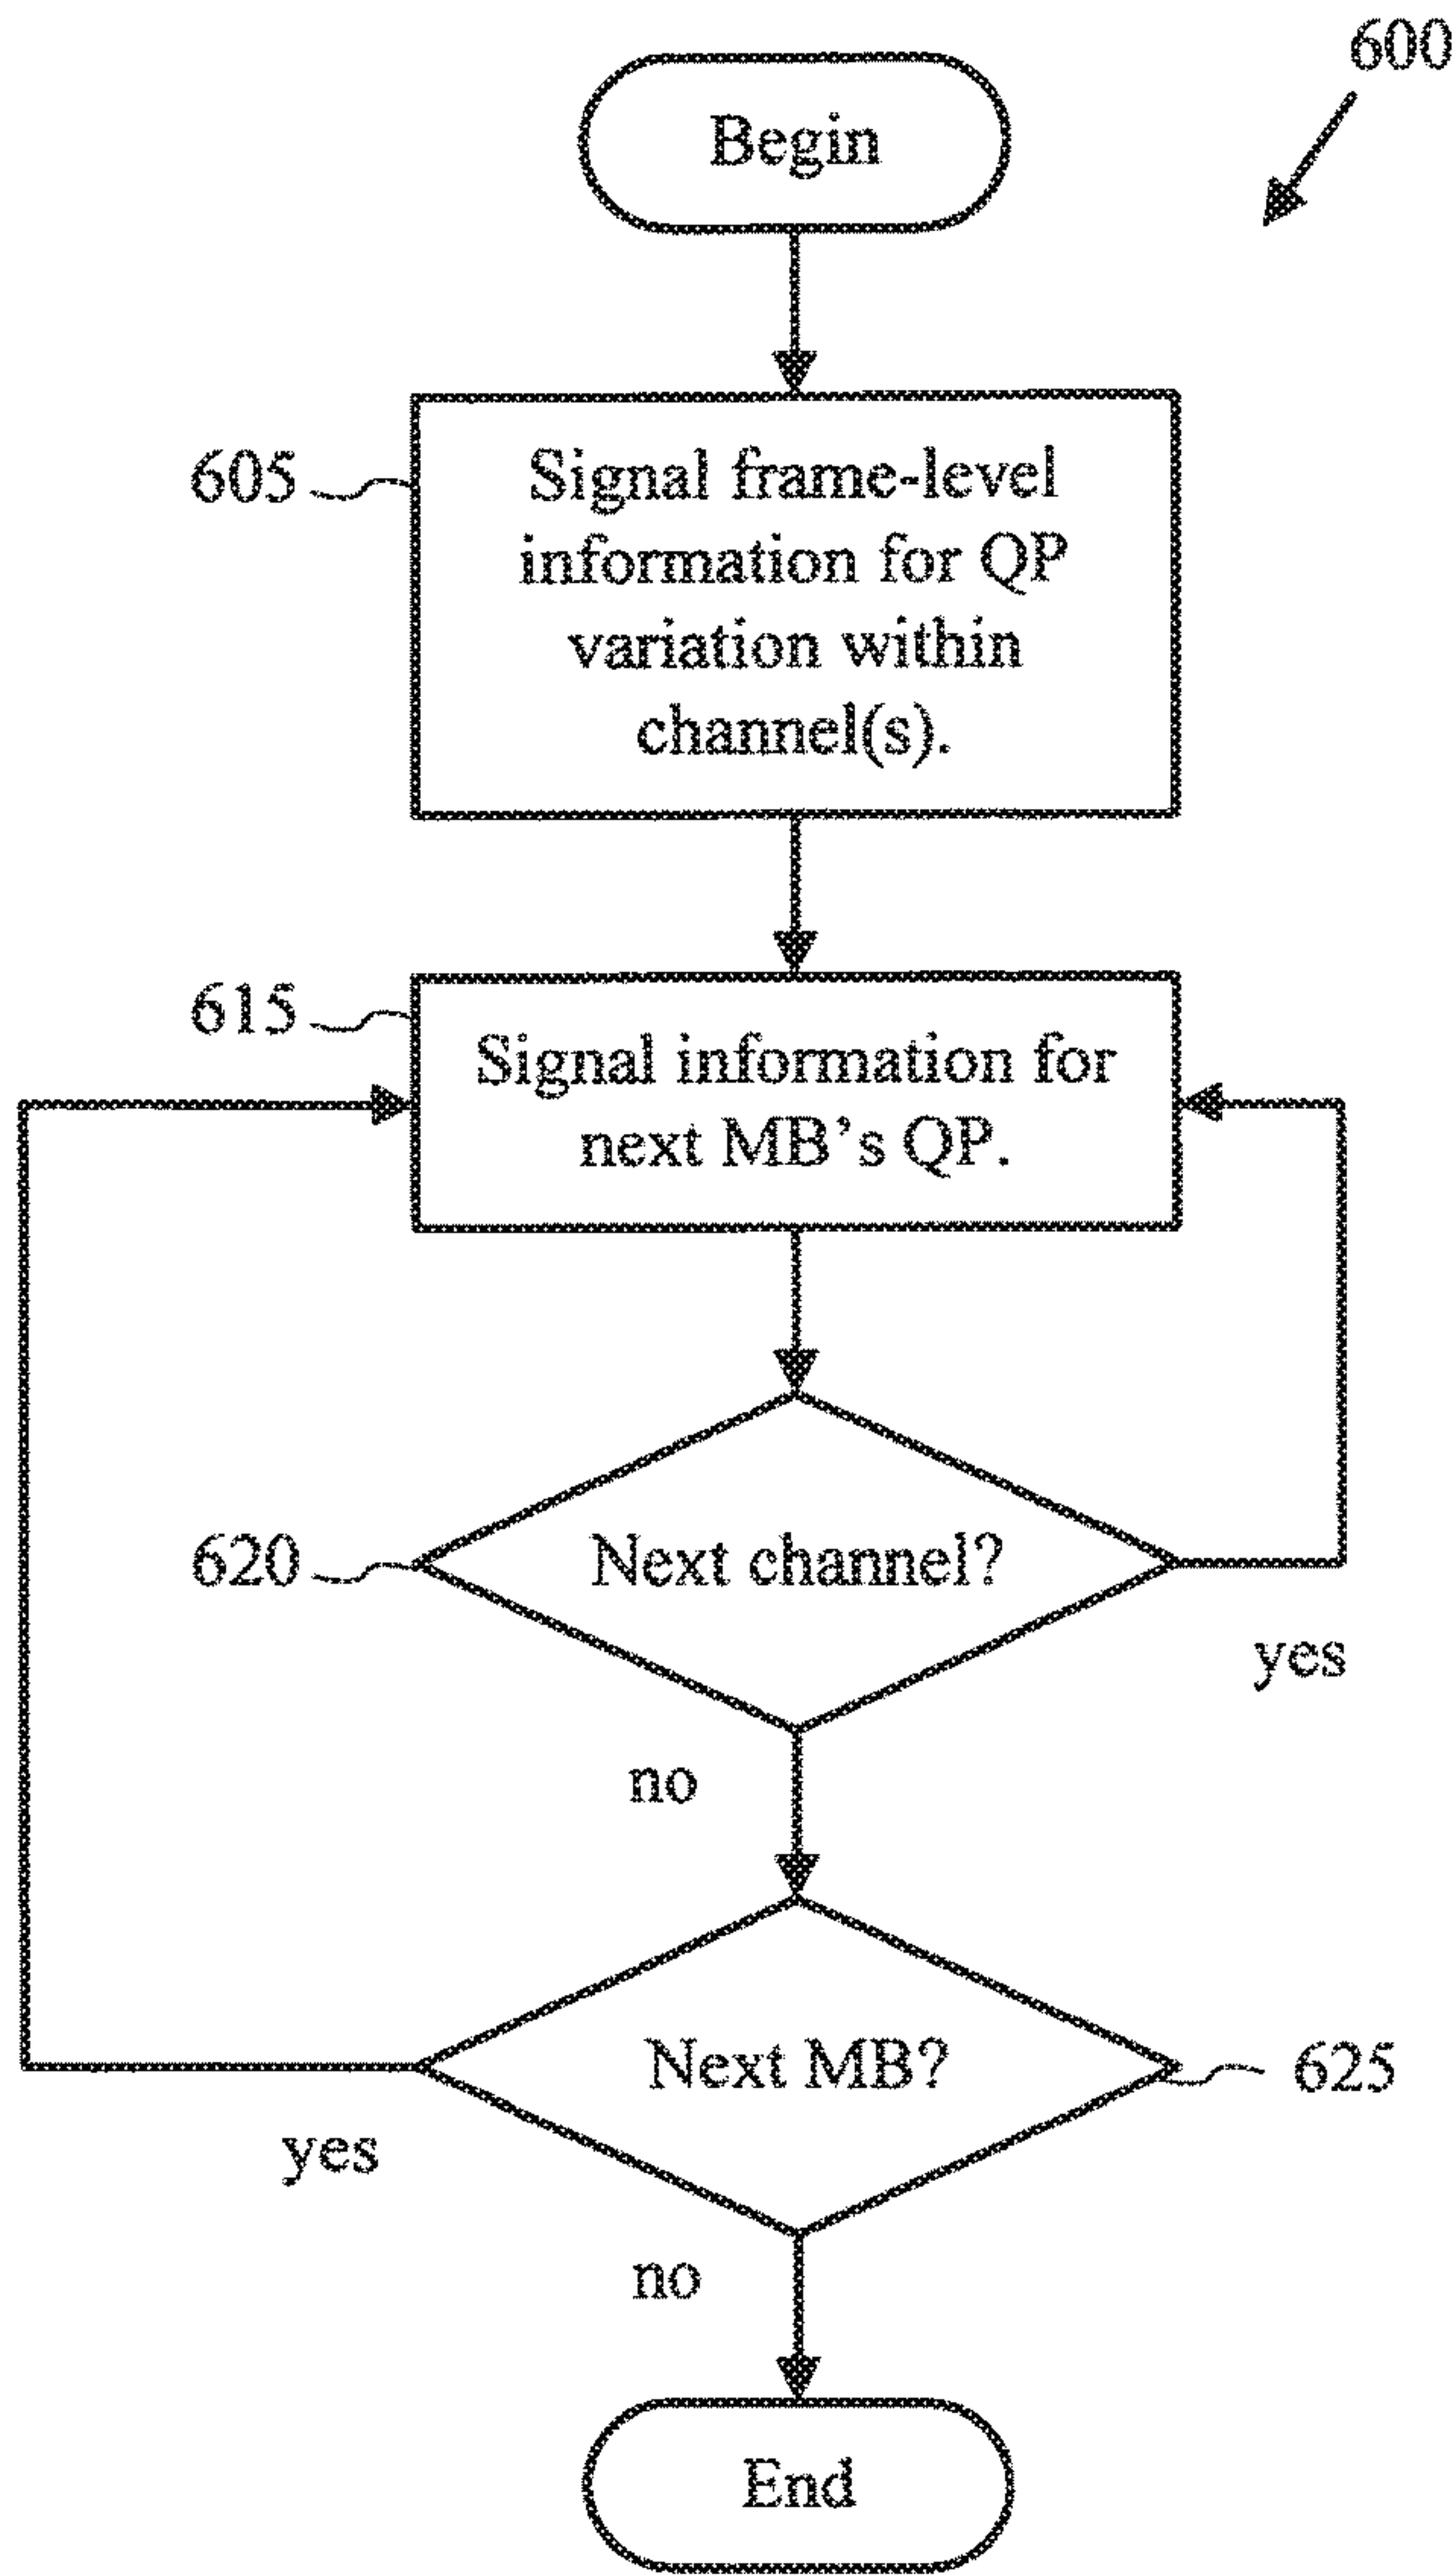 600
Begin
605
Signal frame-level
information for QP
variation within
channel(s).
615
Signal information for
next MB's QP.
620
Next channel?
yes
no
Next MB?
625
yes
no
End